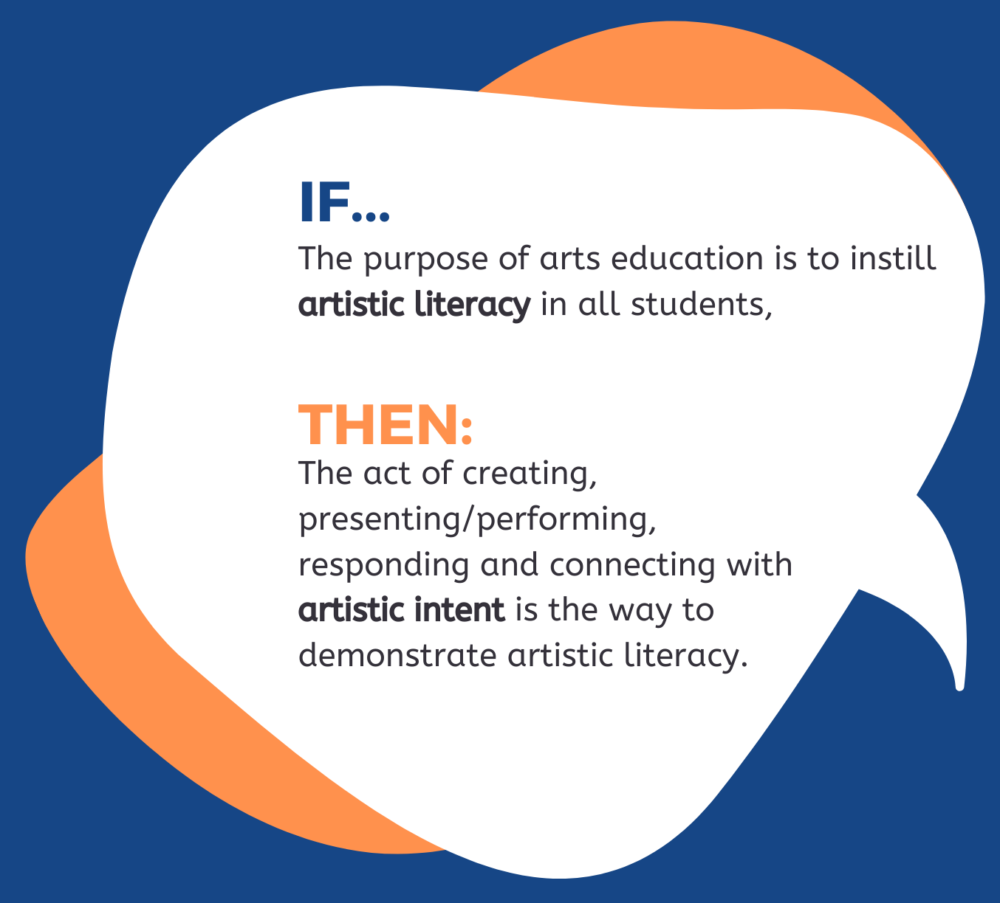 IF...
The purpose of arts education is to instill
artistic literacy in all students,
THEN:
The act of creating,
presenting/performing,
responding and connecting with
artistic intent is the way to
demonstrate artistic literacy.